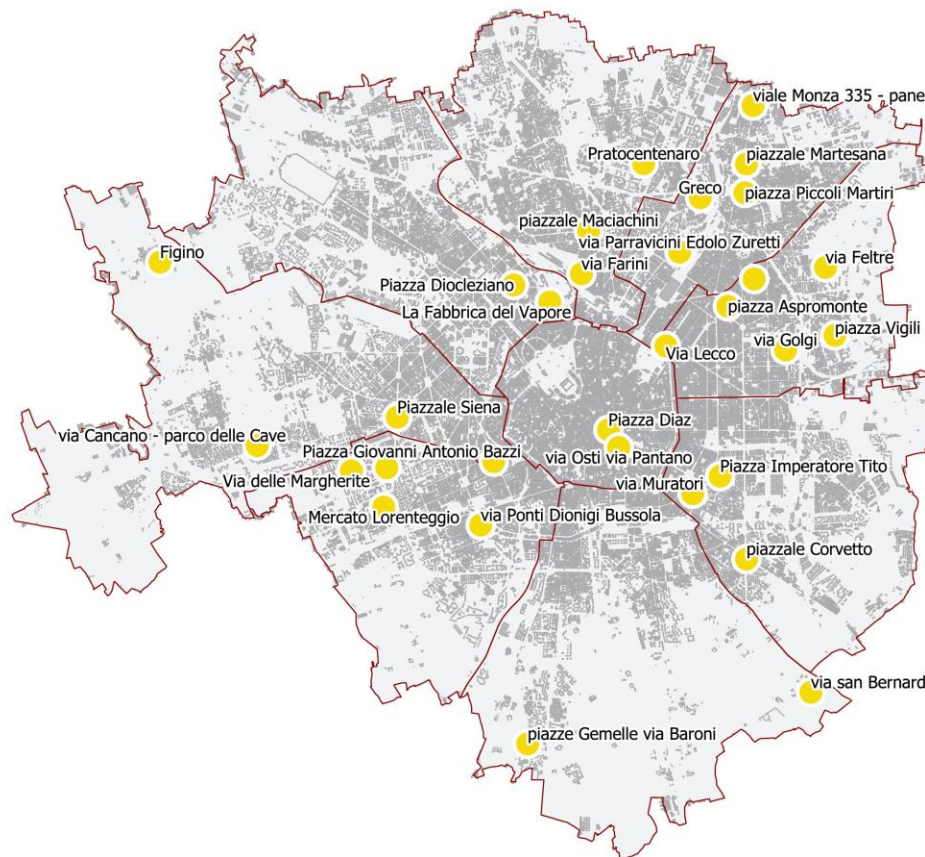 viale Monza 335 - pane
Pratocentenaro
piazzale Martesana
Greco
piazza Piccoli Martiri
piazzale Maciachini
via Parravicini Edolo Zuretti
Figino
via Farini
via Feltre
Piazza Diocleziano
La Fabbrica del Vapore
piazza Aspromonte
via Golgi
piazza Vigili
Via Lecco
Piazzale Siena
Piazza Diaz
via Cancano - parco delle Cave
Piazza Giovanni Antonio Bazzi
via Osti via Pantano
Piazza Imperatore Tito
Via delle Margherite
via Muratori
Mercato Lorenteggio
via Ponti Dionigi Bussola
piazzale Corvetto
via san Bernard
piazze Gemelle via Baroni